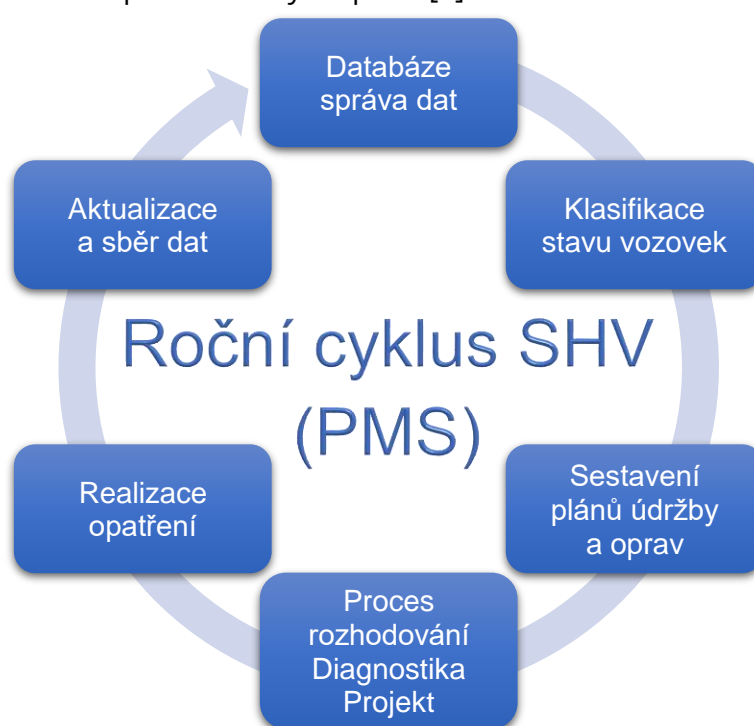 Databáze
správa dat
Klasifikace
stavu vozovek
Sestavení
plánů údržby
a oprav
Proces
rozhodování
Diagnostika
Projekt
Realizace
opatření
Aktualizace
a sběr dat
Roční cyklus SHV
(PMS)